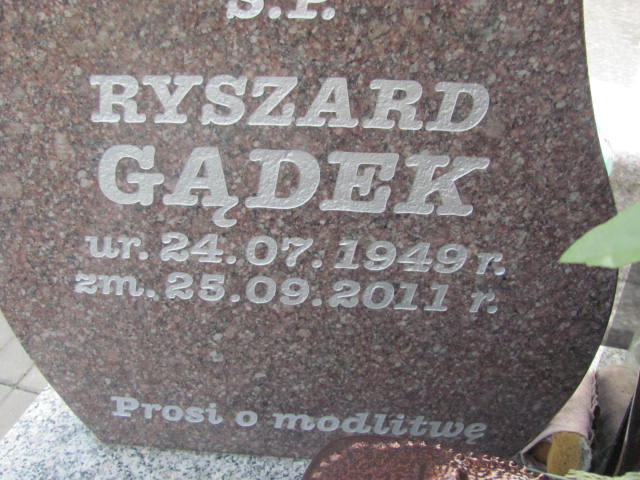 Ś.P.
RYSZARD
GĄDEK
ur. 24.07.1949 r.
zm. 25.09.2011 r.
Prosi o modlitwę